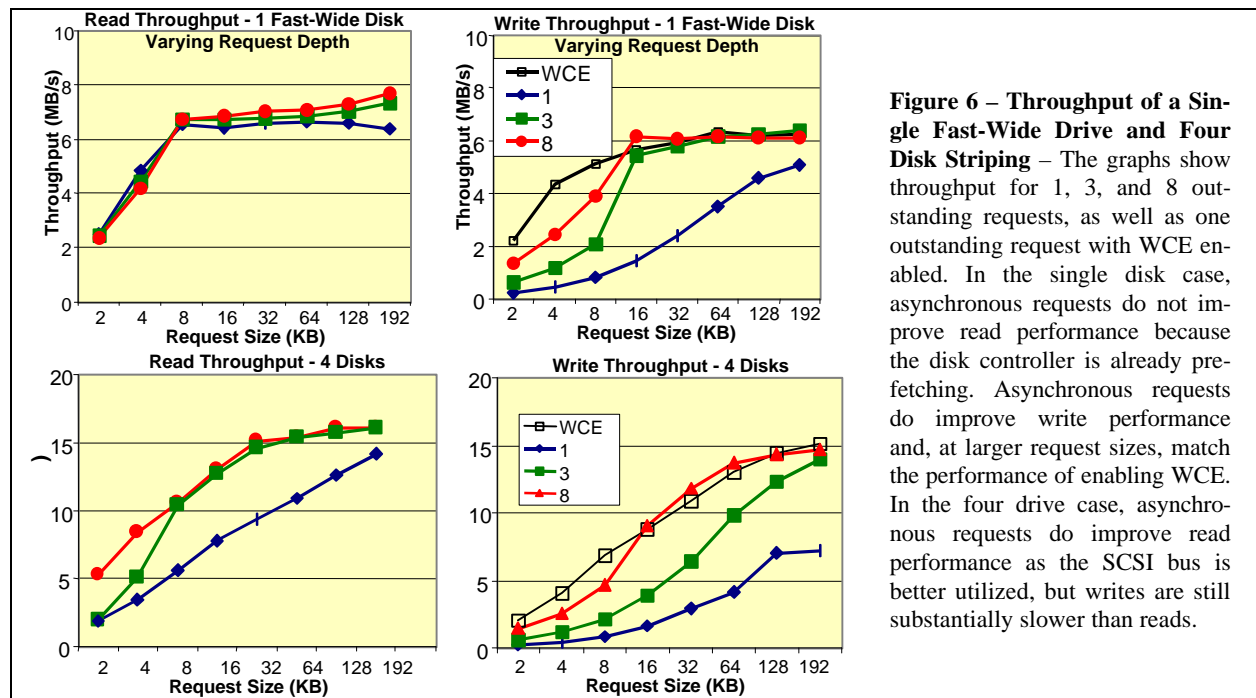 Read Throughput - 1 Fast-Wide Disk
Varying Request Depth
Throughput (MB/s)
10
8
6
4
2
0
2 4 8 16 32 64 128 192
Request Size (KB)
Write Throughput - 1 Fast-Wide Disk
Varying Request Depth
Throughput (MB/s)
10
8
6
4
2
0
WCE
1
3
8
2 4 8 16 32 64 128 192
Request Size (KB)
Read Throughput - 4 Disks
)
20
15
10
5
0
2 4 8 16 32 64 128 192
Request Size (KB)
Write Throughput - 4 Disks
20
15
10
5
0
WCE
1
3
8
2 4 8 16 32 64 128 192
Request Size (KB)
Figure 6 – Throughput of a Sin-
gle Fast-Wide Drive and Four
Disk Striping – The graphs show
throughput for 1, 3, and 8 out-
standing requests, as well as one
outstanding request with WCE en-
abled. In the single disk case,
asynchronous requests do not im-
prove read performance because
the disk controller is already pre-
fetching. Asynchronous requests
do improve write performance
and, at larger request sizes, match
the performance of enabling WCE.
In the four drive case, asynchro-
nous requests do improve read
performance as the SCSI bus is
better utilized, but writes are still
substantially slower than reads.